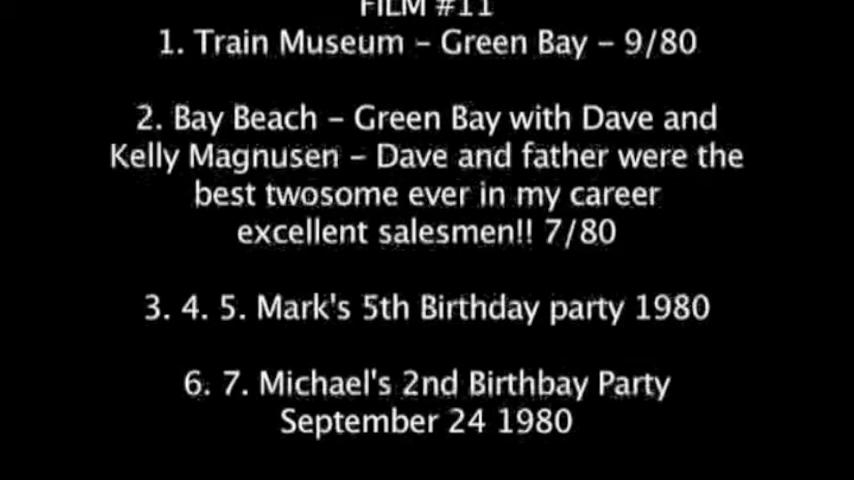 FILM #11
1. Train Museum – Green Bay – 9/80
2. Bay Beach – Green Bay with Dave and
Kelly Magnusen – Dave and father were the
best twosome ever in my career
excellent salesmen!! 7/80
3. 4. 5. Mark's 5th Birthday party 1980
6. 7. Michael's 2nd Birthbay Party
September 24 1980